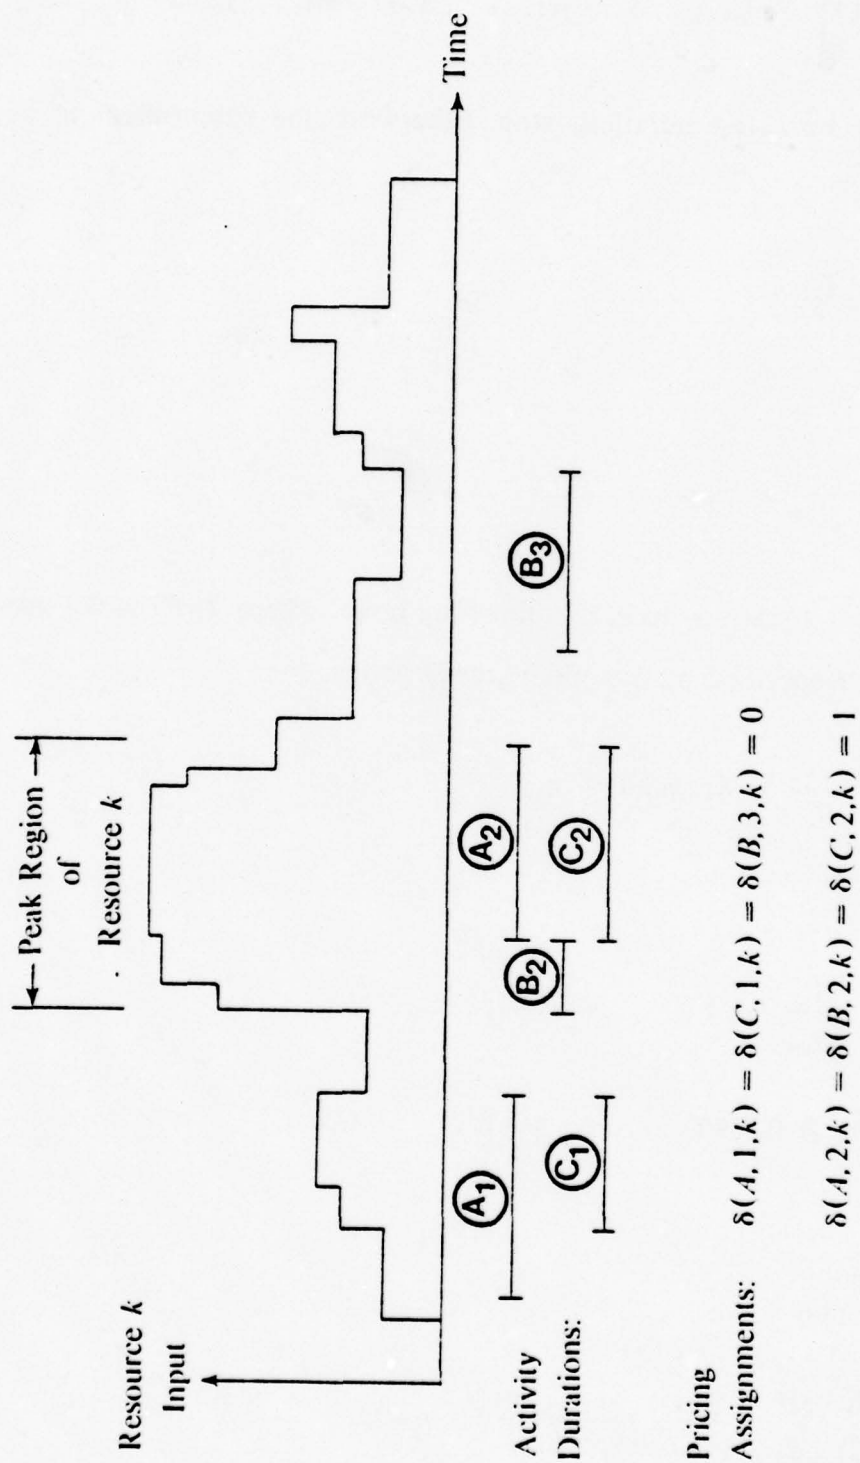 Resource k
Input
Peak Region
of
Resource k
Time
Activity
Durations:
A1
C1
B2
A2
C2
B3
Pricing
Assignments:
δ(A, 1,k) = δ(C, 1,k) = δ(B, 3,k) = 0
δ(A, 2,k) = δ(B, 2,k) = δ(C, 2,k) = 1